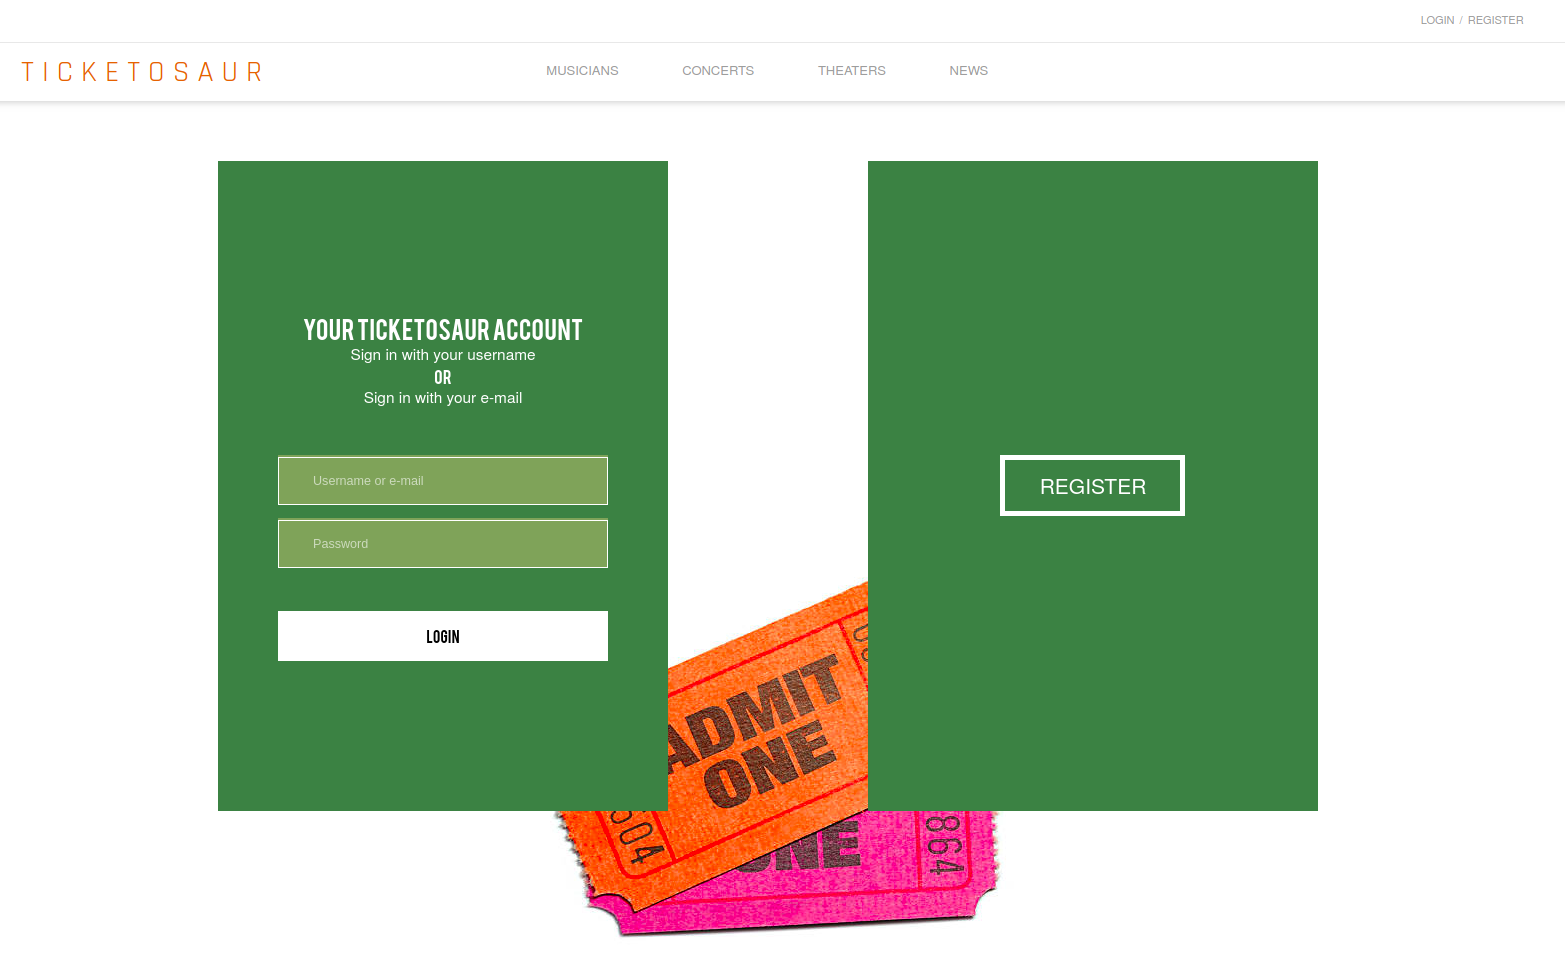 LOGIN / REGISTER
TICKETOSAUR
MUSICIANS CONCERTS THEATERS NEWS
YOUR TICKETOSAUR ACCOUNT
Sign in with your username
OR
Sign in with your e-mail
Username or e-mail
Password
LOGIN
REGISTER
ADMIT
ONE
504
ONE
864